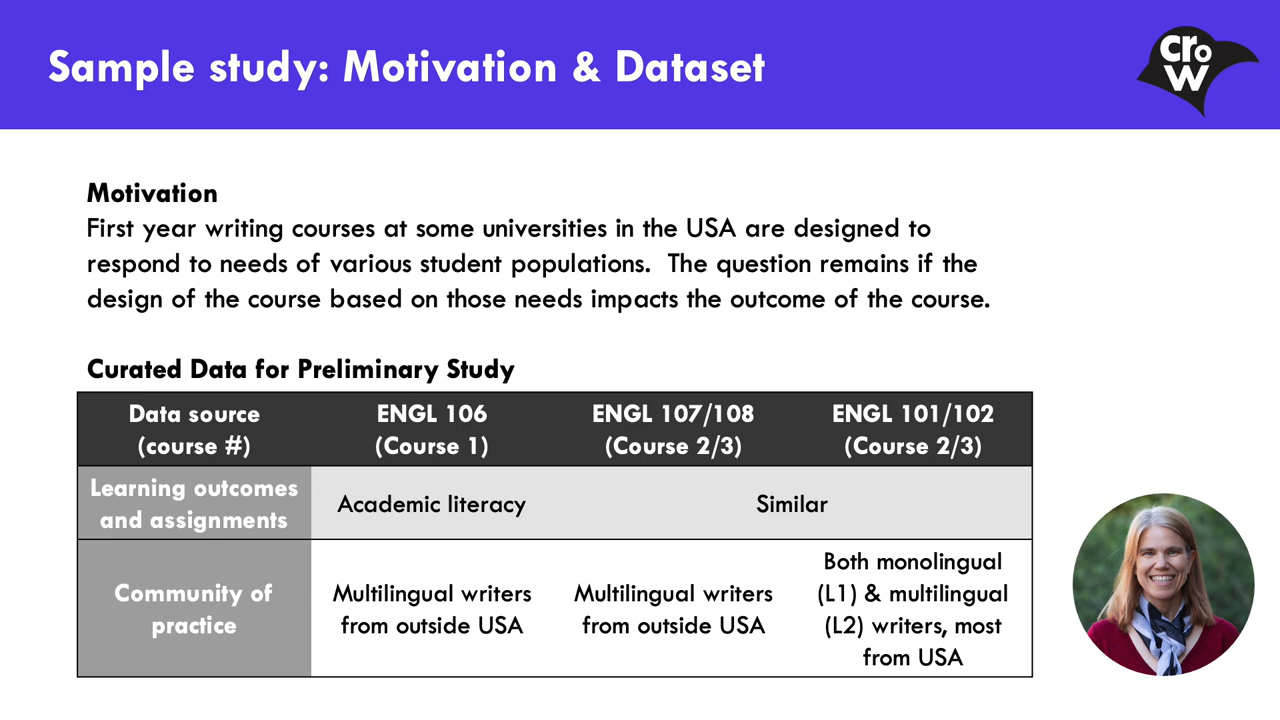 Sample study: Motivation & Dataset
CroW
Motivation
First year writing courses at some universities in the USA are designed to
respond to needs of various student populations.  The question remains if the
design of the course based on those needs impacts the outcome of the course.
Curated Data for Preliminary Study
Data source
(course #)
ENGL 106
(Course 1)
ENGL 107/108
(Course 2/3)
ENGL 101/102
(Course 2/3)
Learning outcomes
and assignments
Academic literacy
Similar
Community of
practice
Multilingual writers
from outside USA
Multilingual writers
from outside USA
Both monolingual
(L1) & multilingual
(L2) writers, most
from USA